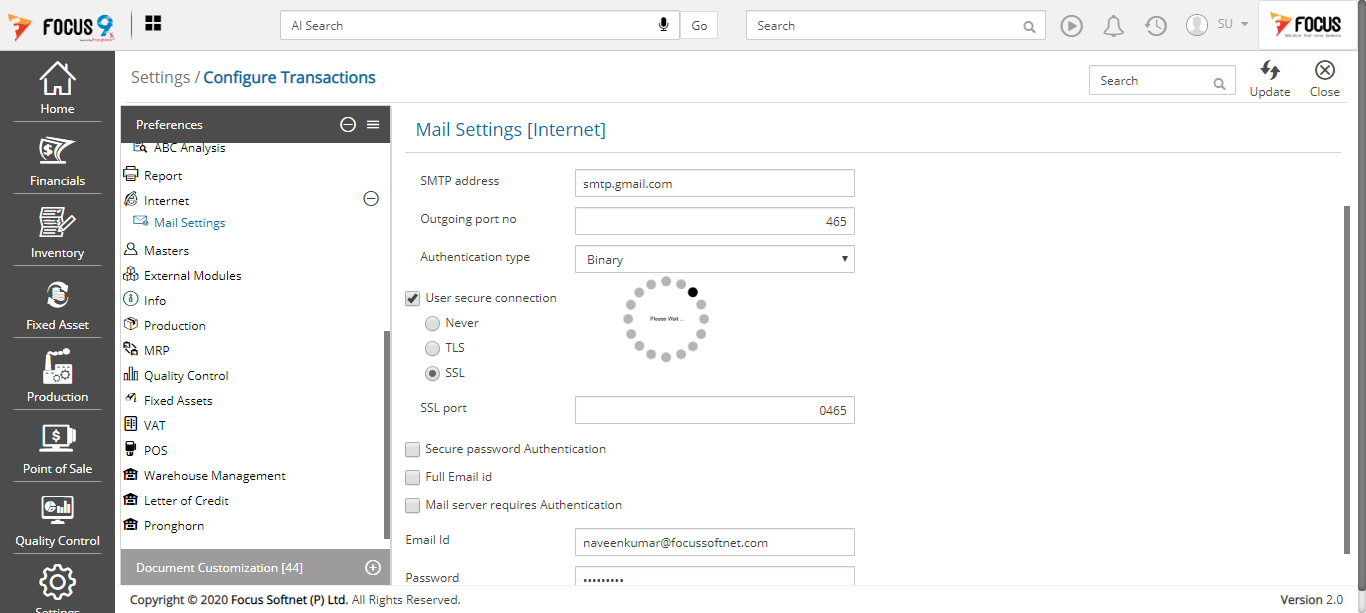 FOCUS 9
AI Search
Go
Search
SU
FOCUS
Home
Financials
Inventory
Fixed Asset
Production
Point of Sale
Quality Control
Settings
Settings / Configure Transactions
Search
Update
Close
Preferences
ABC Analysis
Report
Internet
Mail Settings
Masters
External Modules
Info
Production
MRP
Quality Control
Fixed Assets
VAT
POS
Warehouse Management
Letter of Credit
Pronghorn
Document Customization [44]
Mail Settings [Internet]
SMTP address
smtp.gmail.com
Outgoing port no
465
Authentication type
Binary
User secure connection
Never
TLS
SSL
Please Wait ...
SSL port
0465
Secure password Authentication
Full Email id
Mail server requires Authentication
Email Id
naveenkumar@focussoftnet.com
Password
•••••••••
Copyright © 2020 Focus Softnet (P) Ltd. All Rights Reserved.
Version 2.0